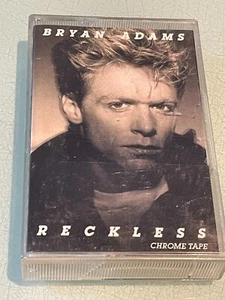 BRYAN ADAMS
RECKLESS
CHROME TAPE